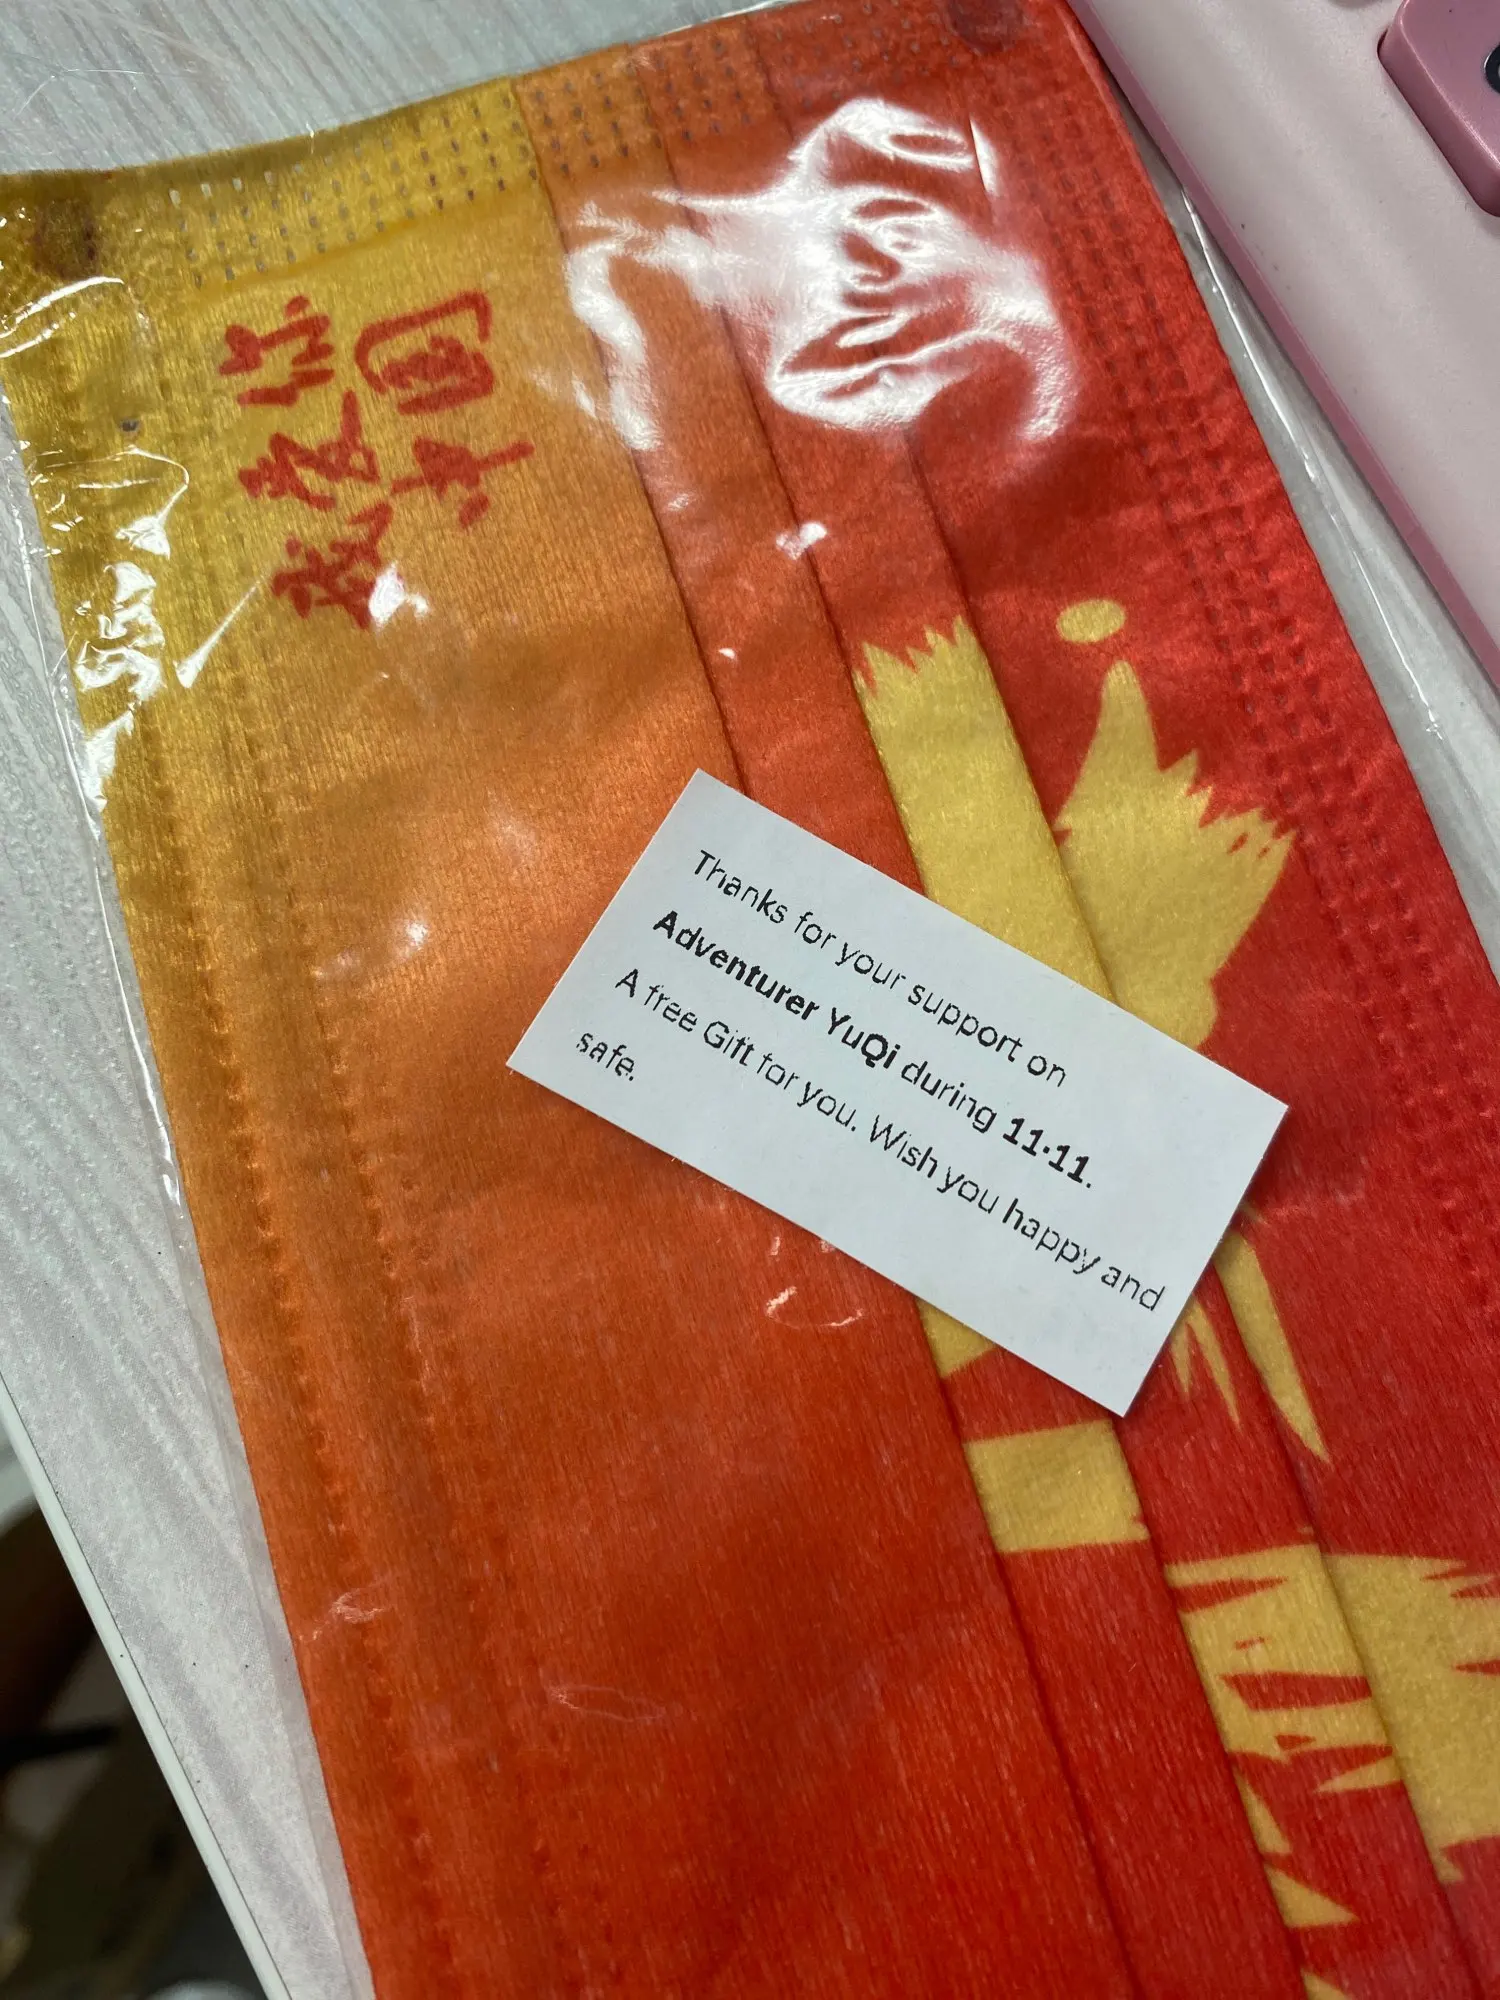 我爱你
中国
Thanks for your support on
Adventurer YuQi during 11·11.
A free Gift for you. Wish you happy and
safe.